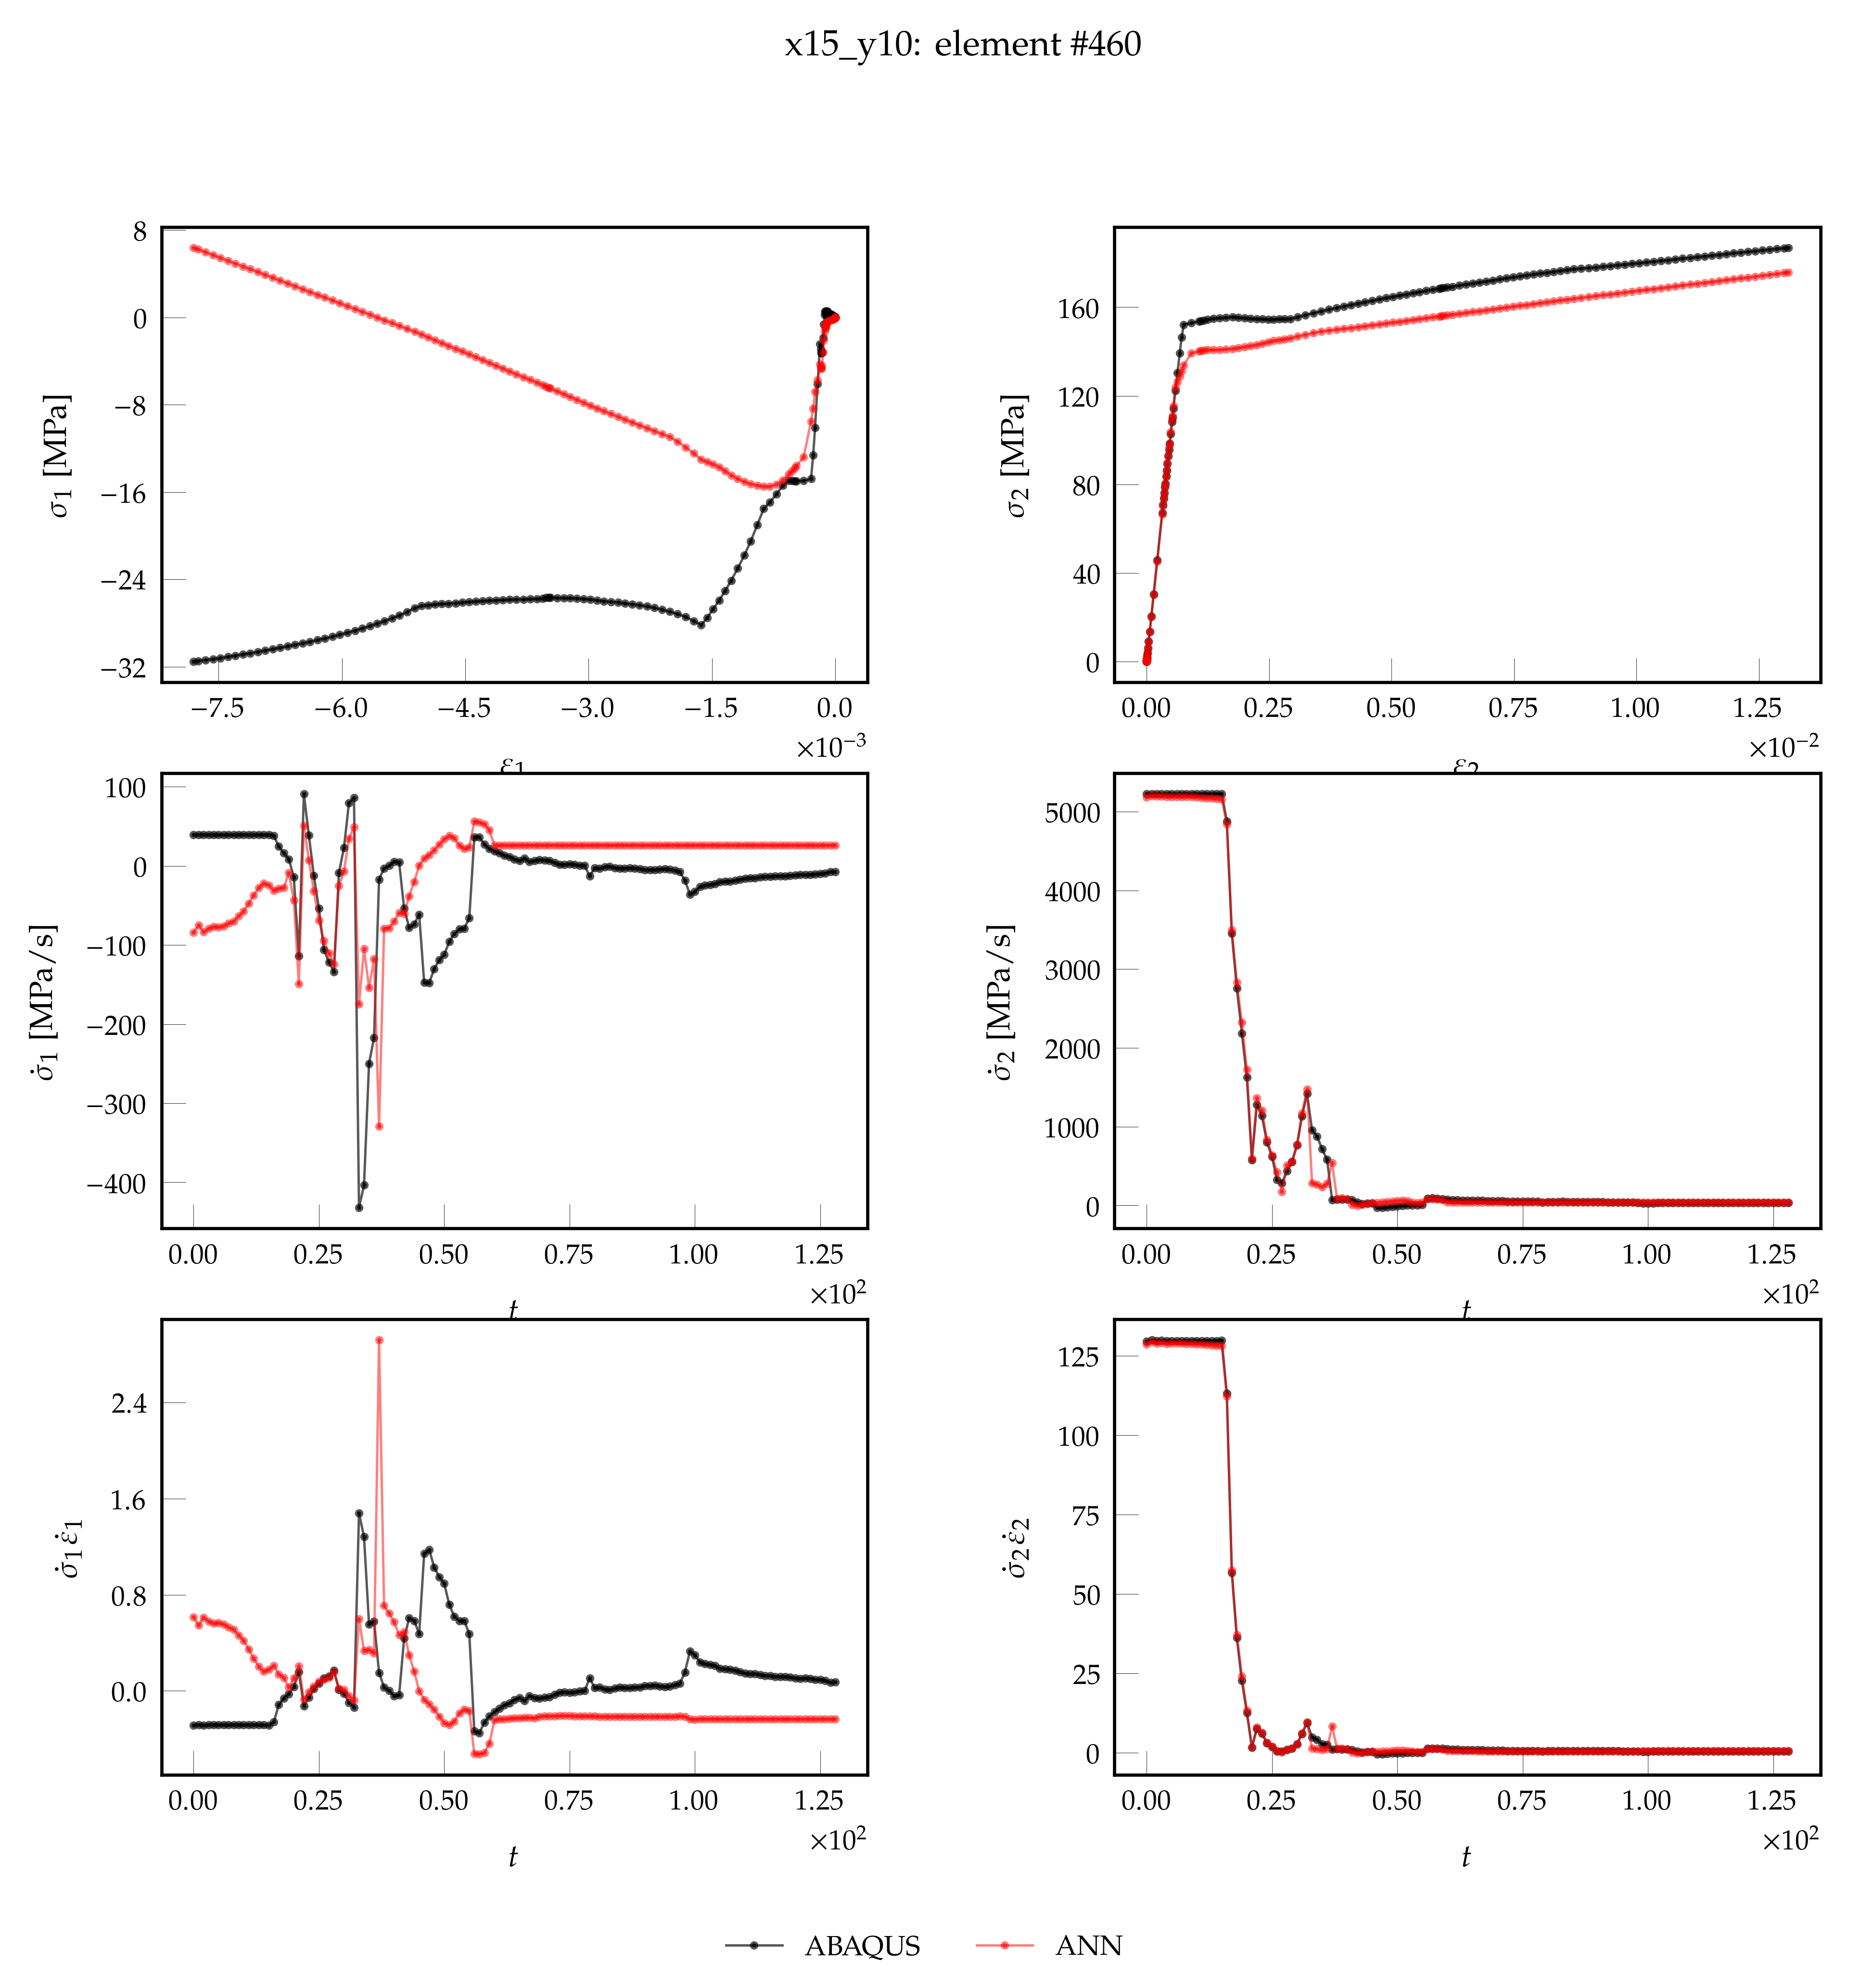 x15_y10: element #460
8
0
−8
−16
−24
−32
σ1 [MPa]
−7.5 −6.0 −4.5 −3.0 −1.5 0.0
×10−3
ε1
160
120
80
40
0
σ2 [MPa]
0.00 0.25 0.50 0.75 1.00 1.25
×10−2
ε2
100
0
−100
−200
−300
−400
σ̇1 [MPa/s]
0.00 0.25 0.50 0.75 1.00 1.25
×102
t
5000
4000
3000
2000
1000
0
σ̇2 [MPa/s]
0.00 0.25 0.50 0.75 1.00 1.25
×102
t
2.4
1.6
0.8
0.0
σ̇1ε̇1
0.00 0.25 0.50 0.75 1.00 1.25
×102
t
125
100
75
50
25
0
σ̇2ε̇2
0.00 0.25 0.50 0.75 1.00 1.25
×102
t
ABAQUS ANN